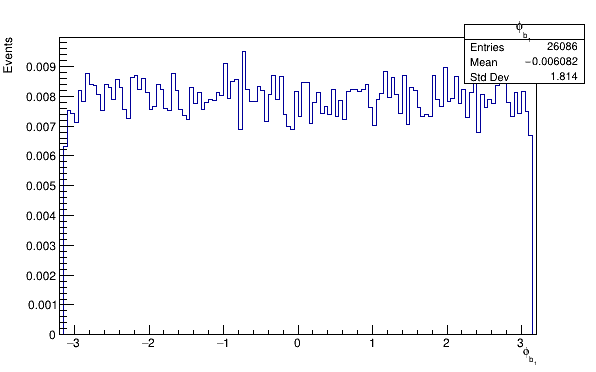 ϕ_b₁
Entries 26086
Mean −0.006082
Std Dev 1.814
Events
0.009
0.008
0.007
0.006
0.005
0.004
0.003
0.002
0.001
0
−3 −2 −1 0 1 2 3
ϕ_b₁